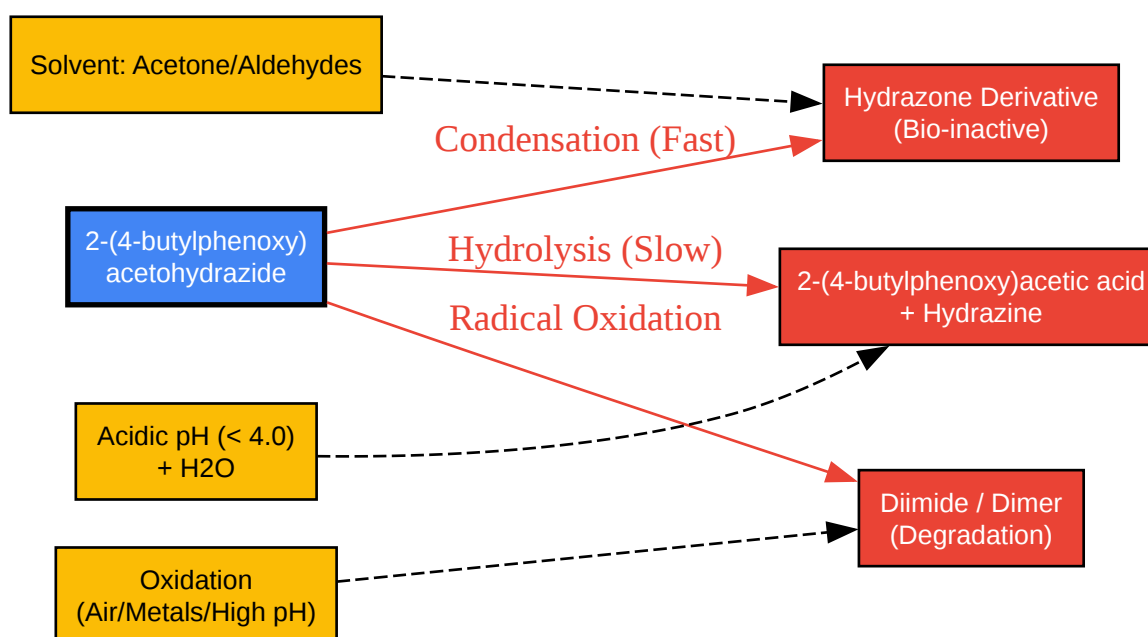 Solvent: Acetone/Aldehydes
Hydrazone Derivative
(Bio-inactive)
Condensation (Fast)
2-(4-butylphenoxy)
acetohydrazide
Hydrolysis (Slow)
2-(4-butylphenoxy)acetic acid
+ Hydrazine
Radical Oxidation
Acidic pH (< 4.0)
+ H2O
Diimide / Dimer
(Degradation)
Oxidation
(Air/Metals/High pH)